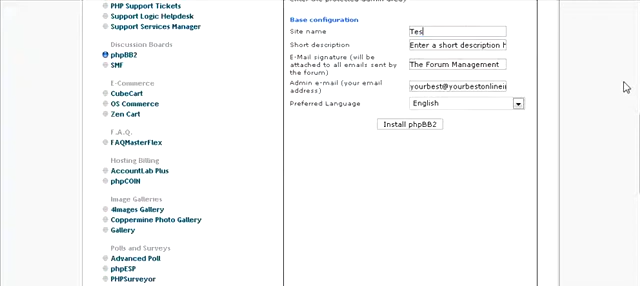 PHP Support Tickets
Support Logic Helpdesk
Support Services Manager
Discussion Boards
phpBB2
SMF
E-Commerce
CubeCart
OS Commerce
Zen Cart
F.A.Q.
FAQMasterFlex
Hosting Billing
AccountLab Plus
phpCOIN
Image Galleries
4Images Gallery
Coppermine Photo Gallery
Gallery
Polls and Surveys
Advanced Poll
phpESP
PHPSurveyor
Base configuration
Site name Tes
Short description Enter a short description h
E-Mail signature (will be
attached to all emails sent by
the forum) The Forum Management
Admin e-mail (your email
address) yourbest@yourbestonlinei
Preferred Language English
Install phpBB2